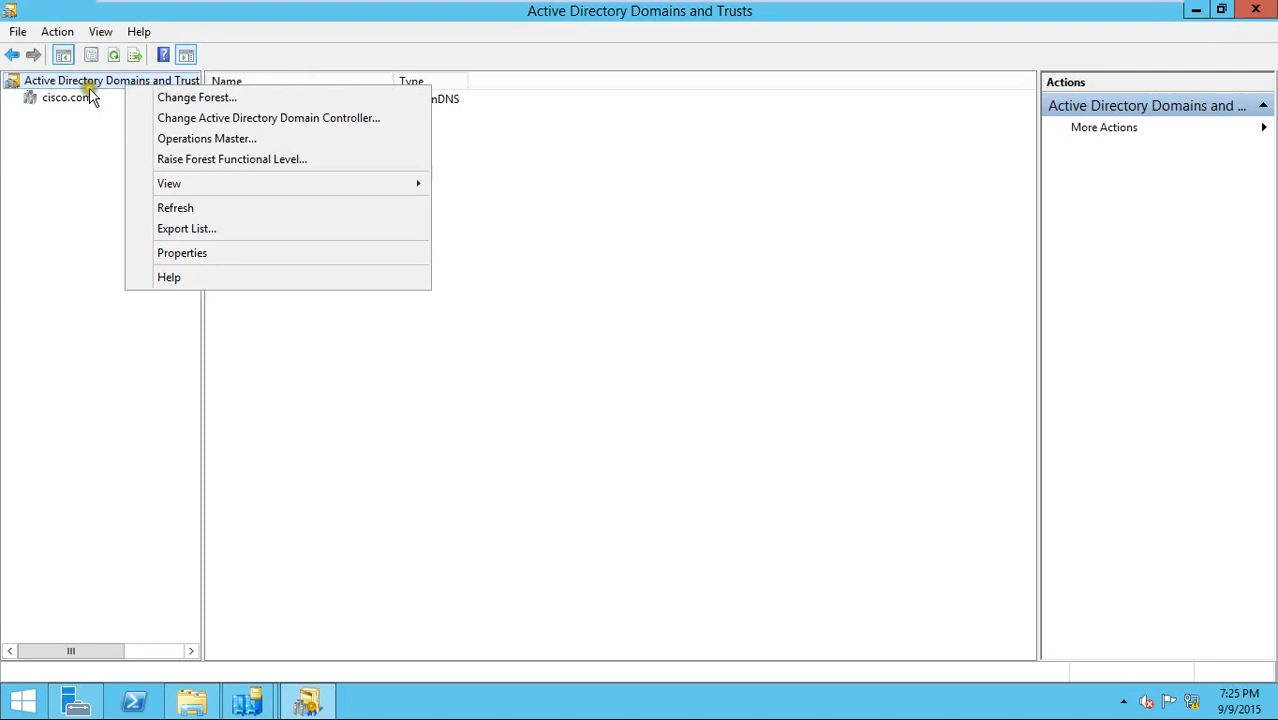 Active Directory Domains and Trusts
File Action View Help
Active Directory Domains and Trust
Name
Type
Actions
cisco.com
nDNS
Change Forest...
Active Directory Domains and ...
Change Active Directory Domain Controller...
More Actions
Operations Master...
Raise Forest Functional Level...
View
Refresh
Export List...
Properties
Help
7:25 PM
9/9/2015